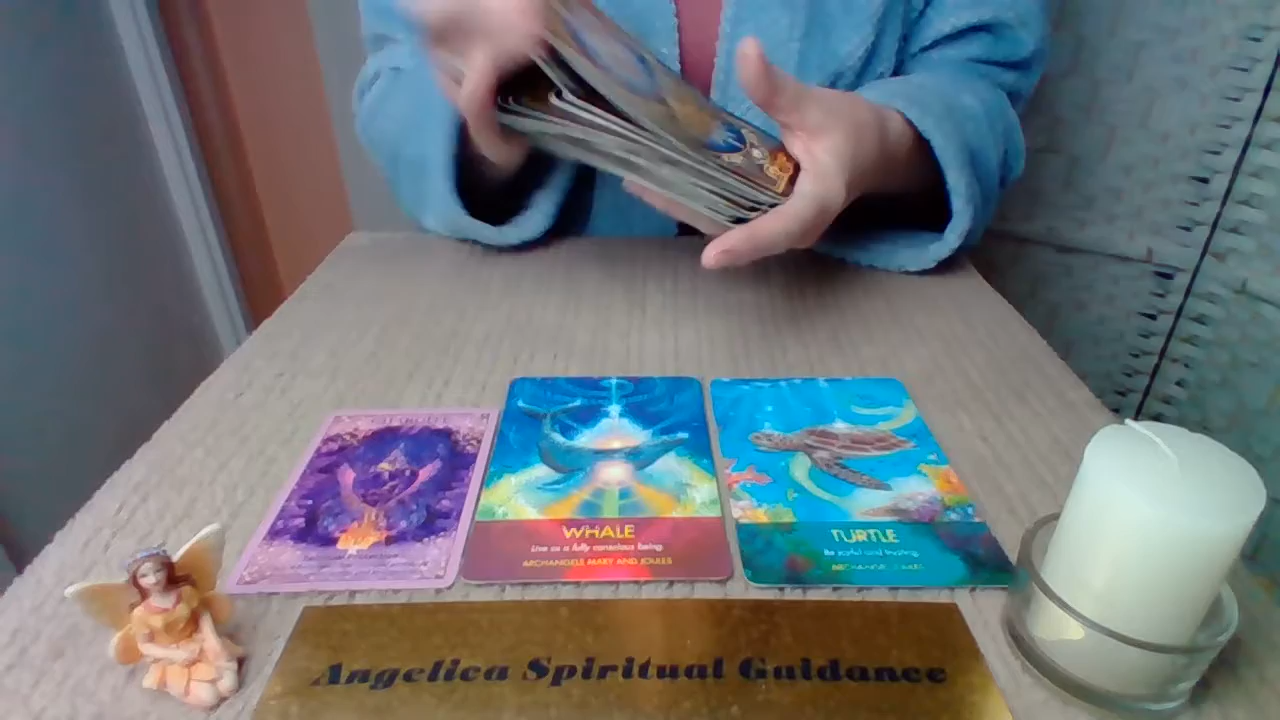 WHALE
Live as a fully conscious being.
ARCHANGELS MARY AND JOULES
TURTLE
Be joyful and trusting.
Angelica Spiritual Guidance